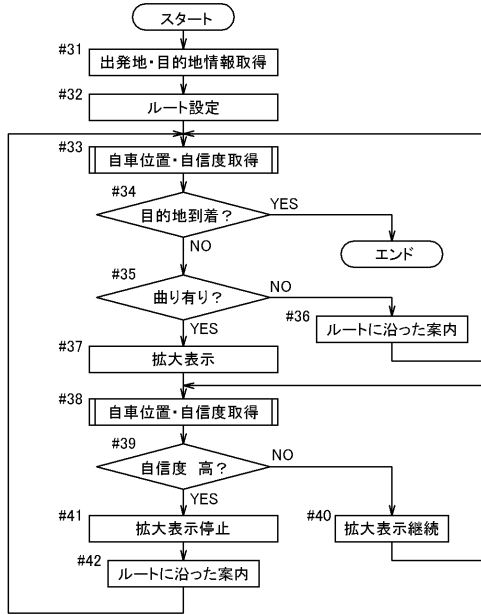 スタート
#31
出発地・目的地情報取得
#32
ルート設定
#33
自車位置・自信度取得
#34
目的地到着？
YES
エンド
NO
#35
曲り有り？
NO
#36
ルートに沿った案内
YES
#37
拡大表示
#38
自車位置・自信度取得
#39
自信度 高？
NO
YES
#40
拡大表示継続
#41
拡大表示停止
#42
ルートに沿った案内